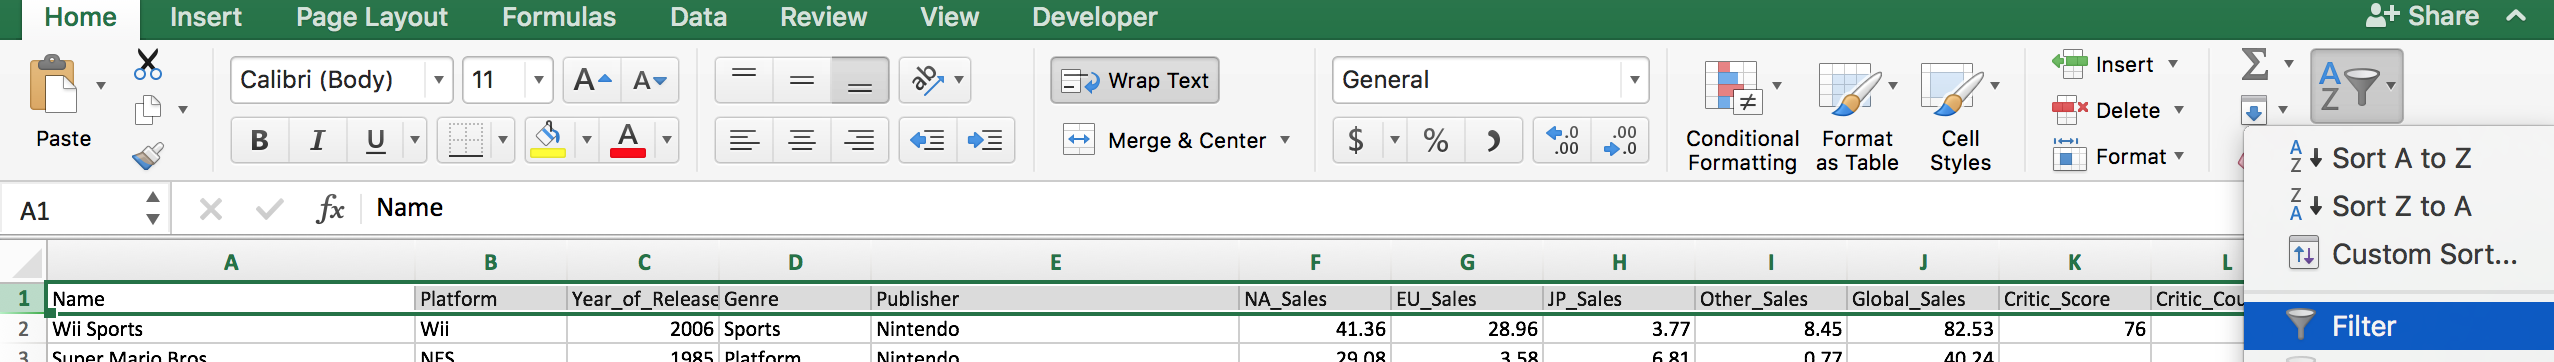 Home Insert Page Layout Formulas Data Review View Developer Share
Calibri (Body) 11 A A ab Wrap Text General Insert Σ A Z
Delete
Paste B I U A Merge & Center $ % .0 .00 .00 .0 Conditional Formatting Format as Table Cell Styles Format
Sort A to Z
Sort Z to A
Custom Sort...
Filter
A1 fx Name
A B C D E F G H I J K L
1 Name Platform Year_of_Release Genre Publisher NA_Sales EU_Sales JP_Sales Other_Sales Global_Sales Critic_Score Critic_Cou
2 Wii Sports Wii 2006 Sports Nintendo 41.36 28.96 3.77 8.45 82.53 76
3 Super Mario Bros. NES 1985 Platform Nintendo 29.08 3.58 6.81 0.77 40.24